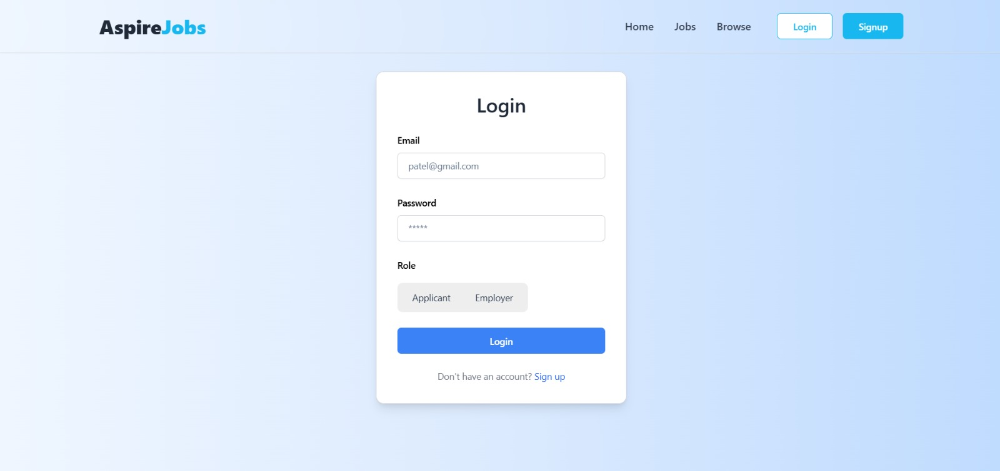 AspireJobs
Home Jobs Browse Login Signup
Login
Email
patel@gmail.com
Password
*****
Role
Applicant Employer
Login
Don't have an account? Sign up